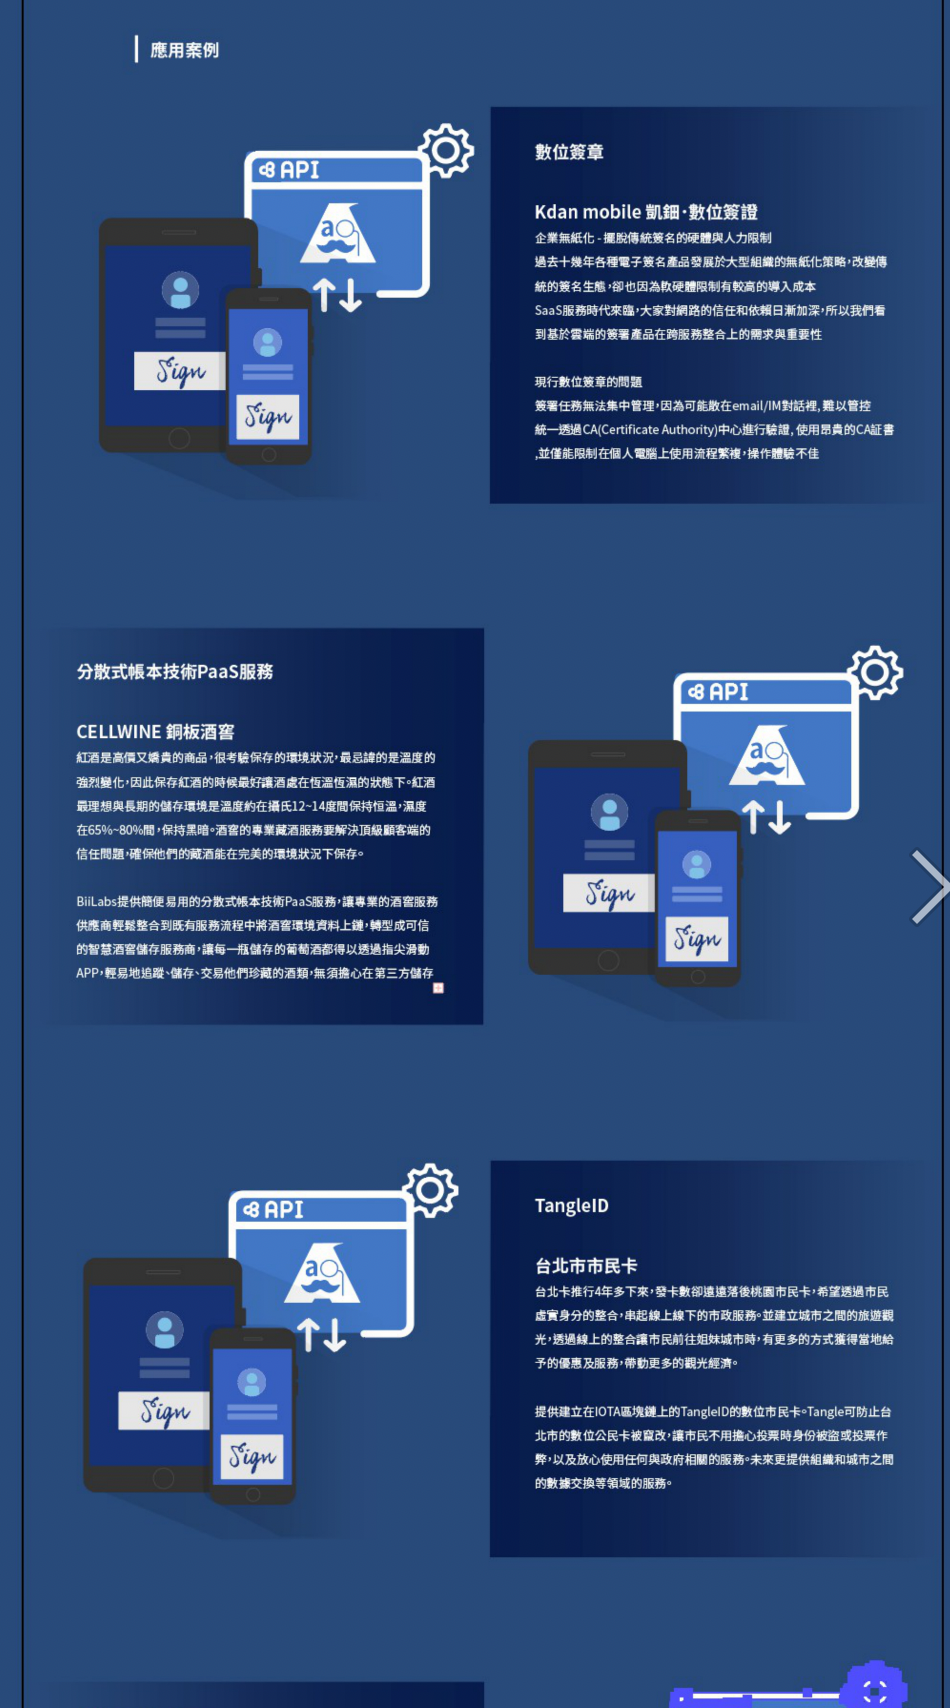 應用案例
API
a
Sign
Sign
數位簽章
Kdan mobile 凱鈿·數位簽證
企業無紙化 - 擺脫傳統簽名的硬體與人力限制
過去十幾年各種電子簽名產品發展於大型組織的無紙化策略,改變傳
統的簽名生態,卻也因為軟硬體限制有較高的導入成本
SaaS服務時代來臨,大家對網路的信任和依賴日漸加深,所以我們看
到基於雲端的簽署產品在跨服務整合上的需求與重要性
現行數位簽章的問題
簽署任務無法集中管理,因為可能散在email/IM對話裡, 難以管控
統一透過CA(Certificate Authority)中心進行驗證, 使用昂貴的CA証書
,並僅能限制在個人電腦上使用流程繁複,操作體驗不佳
分散式帳本技術PaaS服務
CELLWINE 銅板酒窖
紅酒是高價又嬌貴的商品,很考驗保存的環境狀況,最忌諱的是溫度的
強烈變化,因此保存紅酒的時候最好讓酒處在恆溫恆濕的狀態下。紅酒
最理想與長期的儲存環境是溫度約在攝氏12~14度間保持恒溫,濕度
在65%~80%間,保持黑暗。酒窖的專業藏酒服務要解決頂級顧客端的
信任問題,確保他們的藏酒能在完美的環境狀況下保存。
BiiLabs提供簡便易用的分散式帳本技術PaaS服務,讓專業的酒窖服務
供應商輕鬆整合到既有服務流程中將酒窖環境資料上鏈,轉型成可信
的智慧酒窖儲存服務商,讓每一瓶儲存的葡萄酒都得以透過指尖滑動
APP,輕易地追蹤、儲存、交易他們珍藏的酒類,無須擔心在第三方儲存
API
a
Sign
Sign
API
a
Sign
Sign
TangleID
台北市市民卡
台北卡推行4年多下來,發卡數卻遠遠落後桃園市民卡,希望透過市民
虛實身分的整合,串起線上線下的市政服務。並建立城市之間的旅遊觀
光,透過線上的整合讓市民前往姐妹城市時,有更多的方式獲得當地給
予的優惠及服務,帶動更多的觀光經濟。
提供建立在IOTA區塊鏈上的TangleID的數位市民卡。Tangle可防止台
北市的數位公民卡被竄改,讓市民不用擔心投票時身份被盜或投票作
弊,以及放心使用任何與政府相關的服務。未來更提供組織和城市之間
的數據交換等領域的服務。